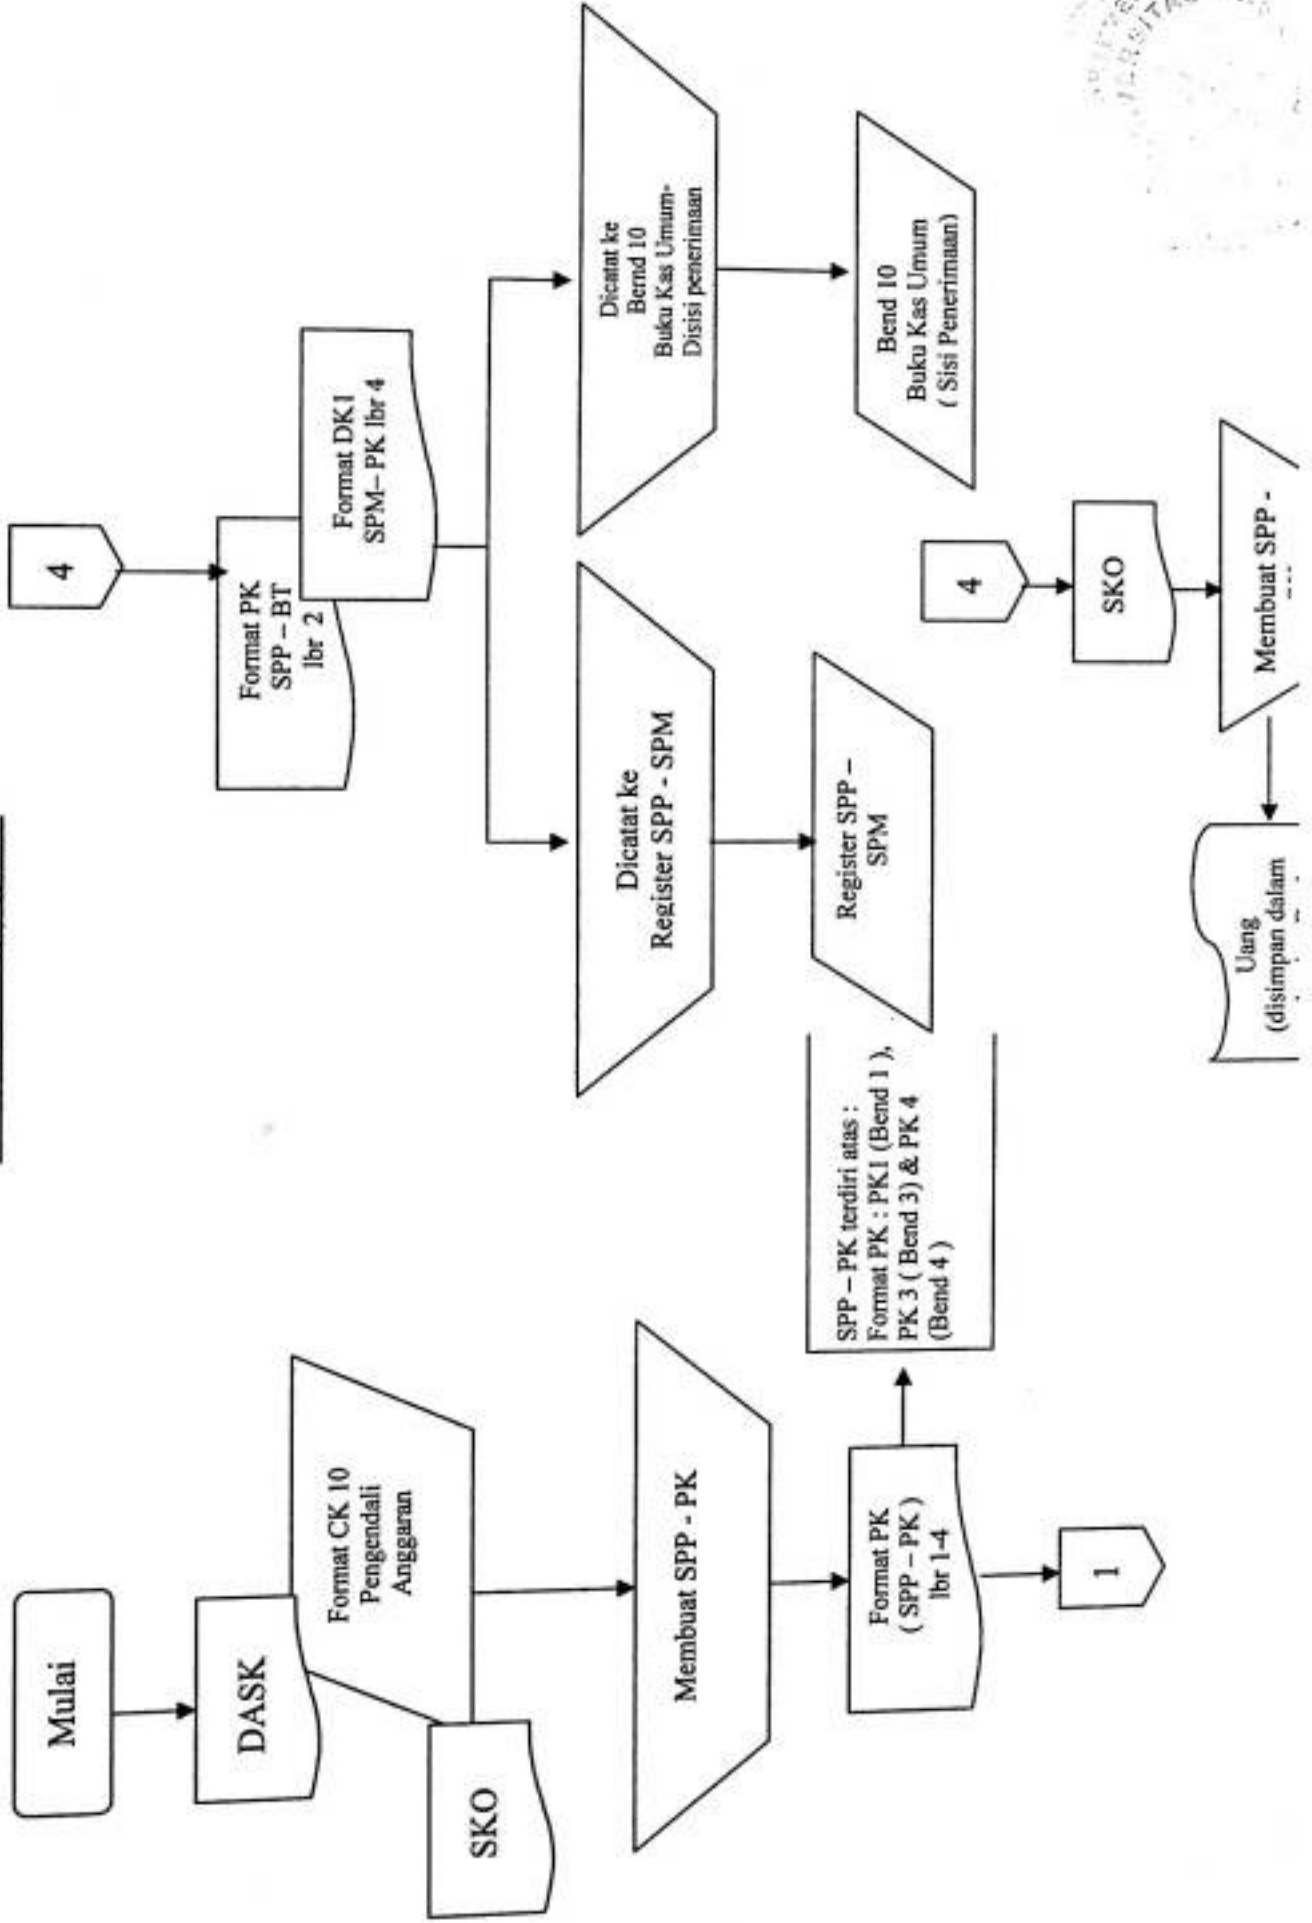 Mulai
DASK
Format CK 10
Pengendali
Anggaran
SKO
Membuat SPP - PK
Format PK
( SPP – PK )
lbr 1-4
1
SPP – PK terdiri atas :
Format PK : PK1 (Bend 1 ),
PK 3 ( Bend 3) & PK 4
(Bend 4 )
4
Format PK
SPP – BT
lbr 2
Format DK1
SPM– PK lbr 4
Dicatat ke
Register SPP - SPM
Register SPP –
SPM
Dicatat ke
Bernd 10
Buku Kas Umum-
Disisi penerimaan
Bend 10
Buku Kas Umum
( Sisi Penerimaan)
4
SKO
Membuat SPP -
Uang
(disimpan dalam